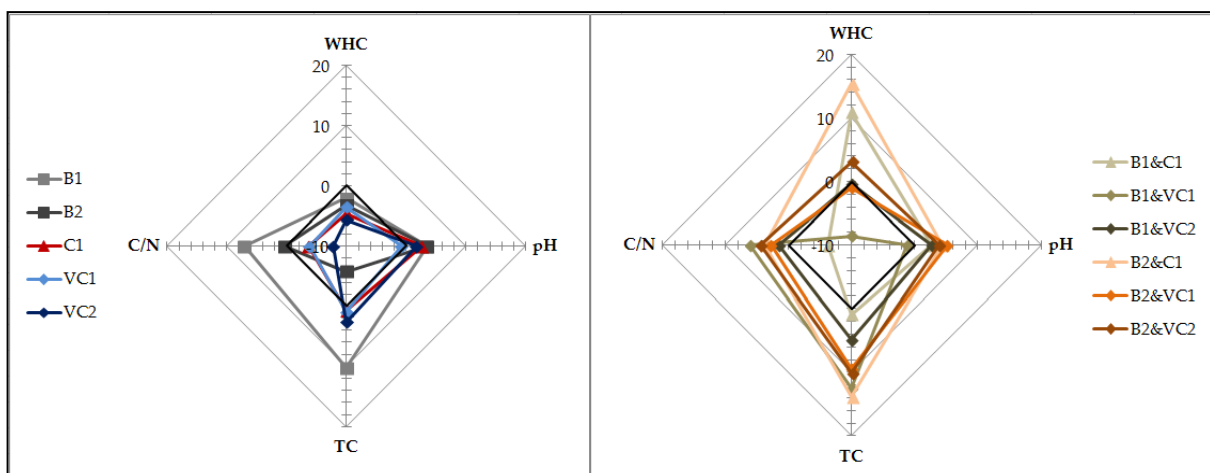 WHC
20
10
0
-10
C/N
pH
TC
B1
B2
C1
VC1
VC2
WHC
20
10
0
-10
C/N
pH
TC
B1&C1
B1&VC1
B1&VC2
B2&C1
B2&VC1
B2&VC2